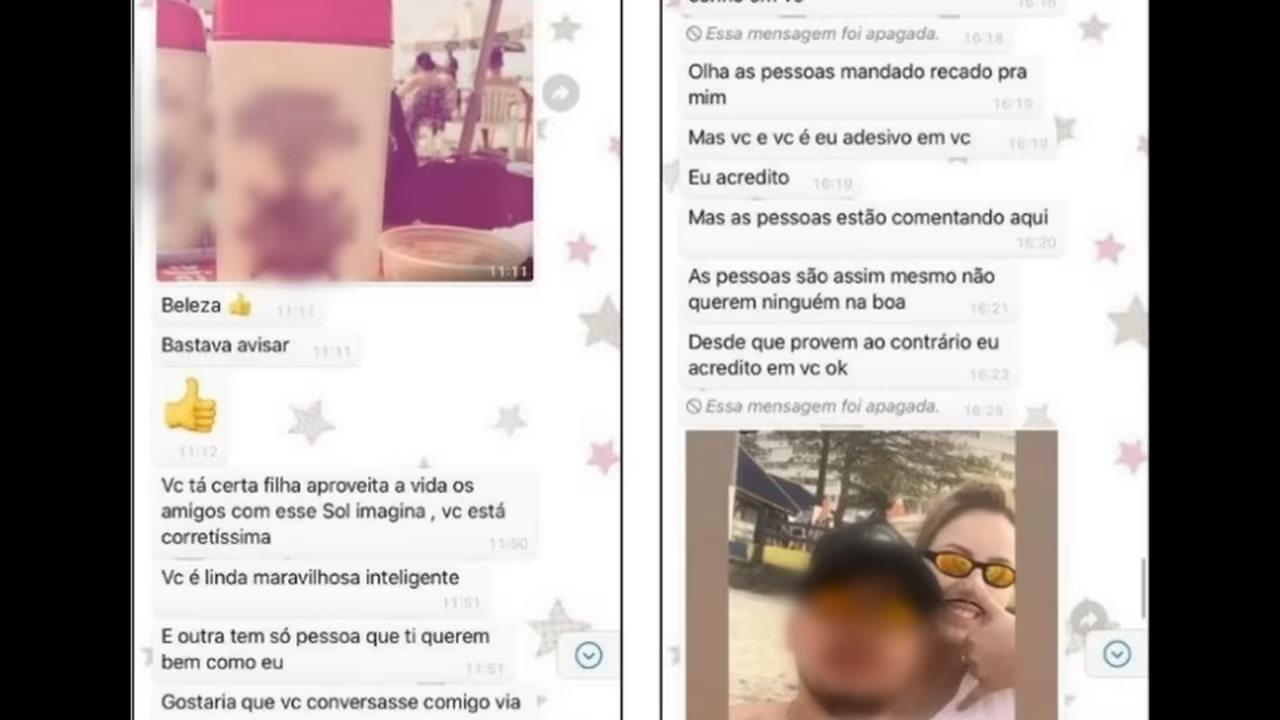 11:11
Beleza 👍 11:11
Bastava avisar 11:11
👍
11:12
Vc tá certa filha aproveita a vida os
amigos com esse Sol imagina , vc está
corretíssima 11:50
Vc é linda maravilhosa inteligente
11:51
E outra tem só pessoa que ti querem
bem como eu 11:51
Gostaria que vc conversasse comigo via
16:18
Essa mensagem foi apagada. 16:18
Olha as pessoas mandado recado pra
mim 16:19
Mas vc e vc é eu adesivo em vc 16:19
Eu acredito 16:19
Mas as pessoas estão comentando aqui
16:20
As pessoas são assim mesmo não
querem ninguém na boa 16:21
Desde que provem ao contrário eu
acredito em vc ok 16:23
Essa mensagem foi apagada. 16:29